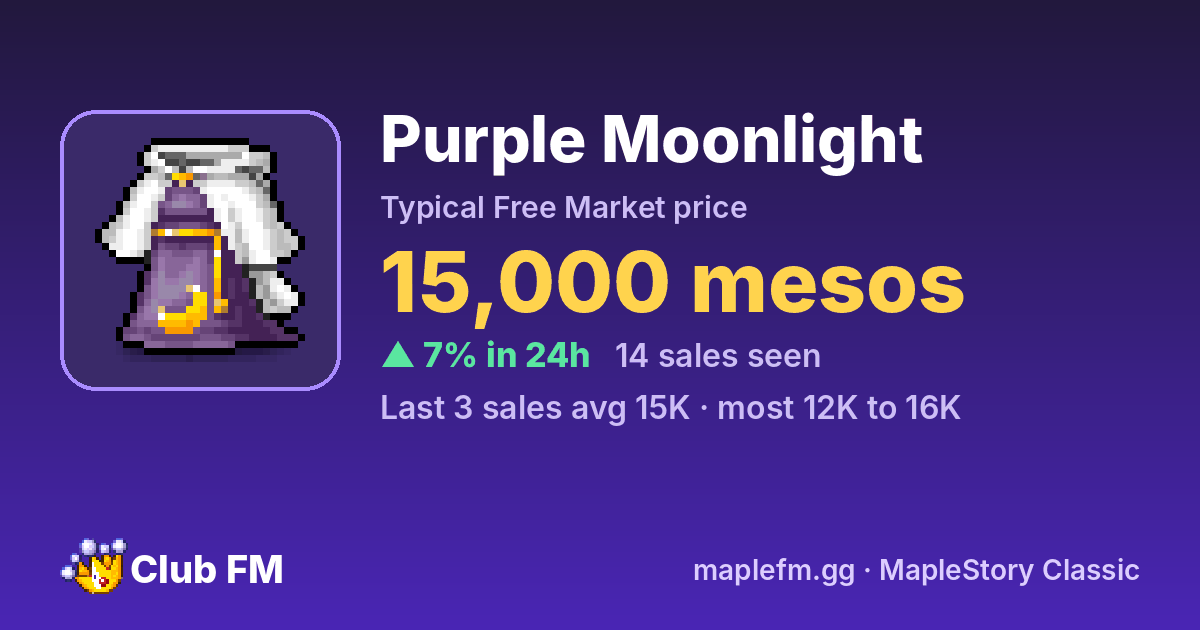 Purple Moonlight
Typical Free Market price
15,000 mesos
▲ 7% in 24h 14 sales seen
Last 3 sales avg 15K · most 12K to 16K
Club FM
maplefm.gg · MapleStory Classic